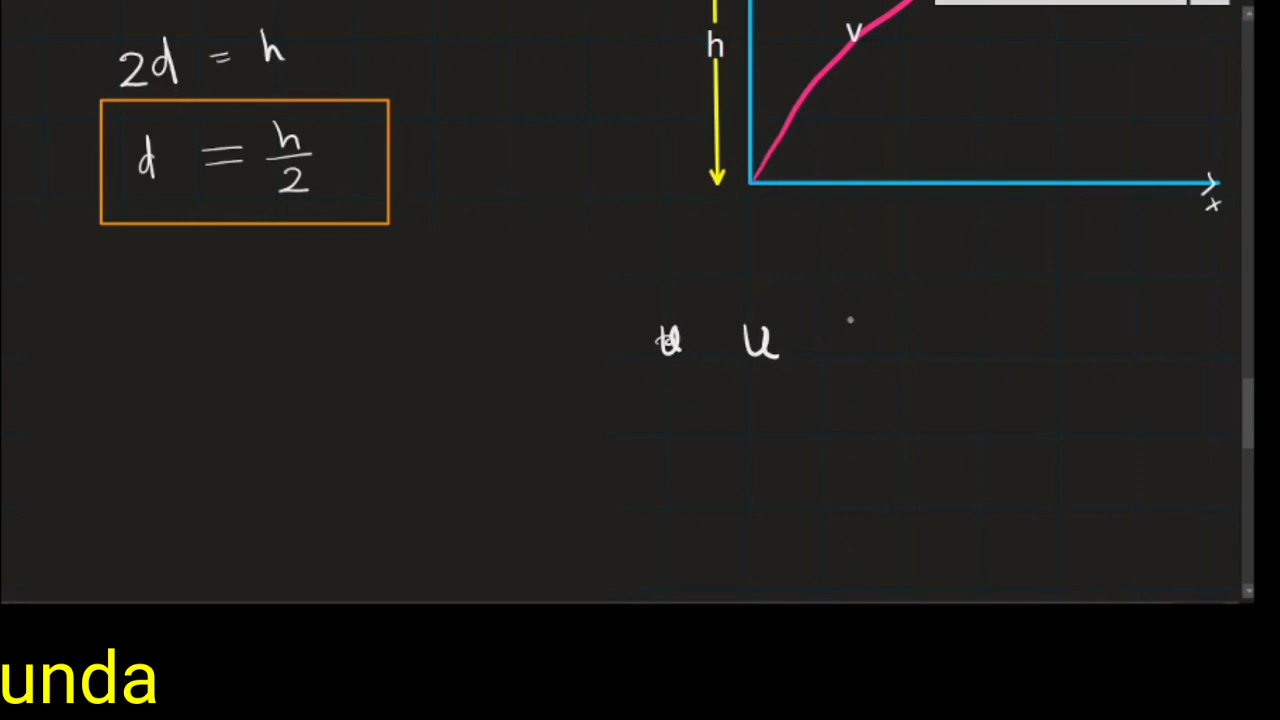 2d = h
d = h/2
h
v
x
u
unda